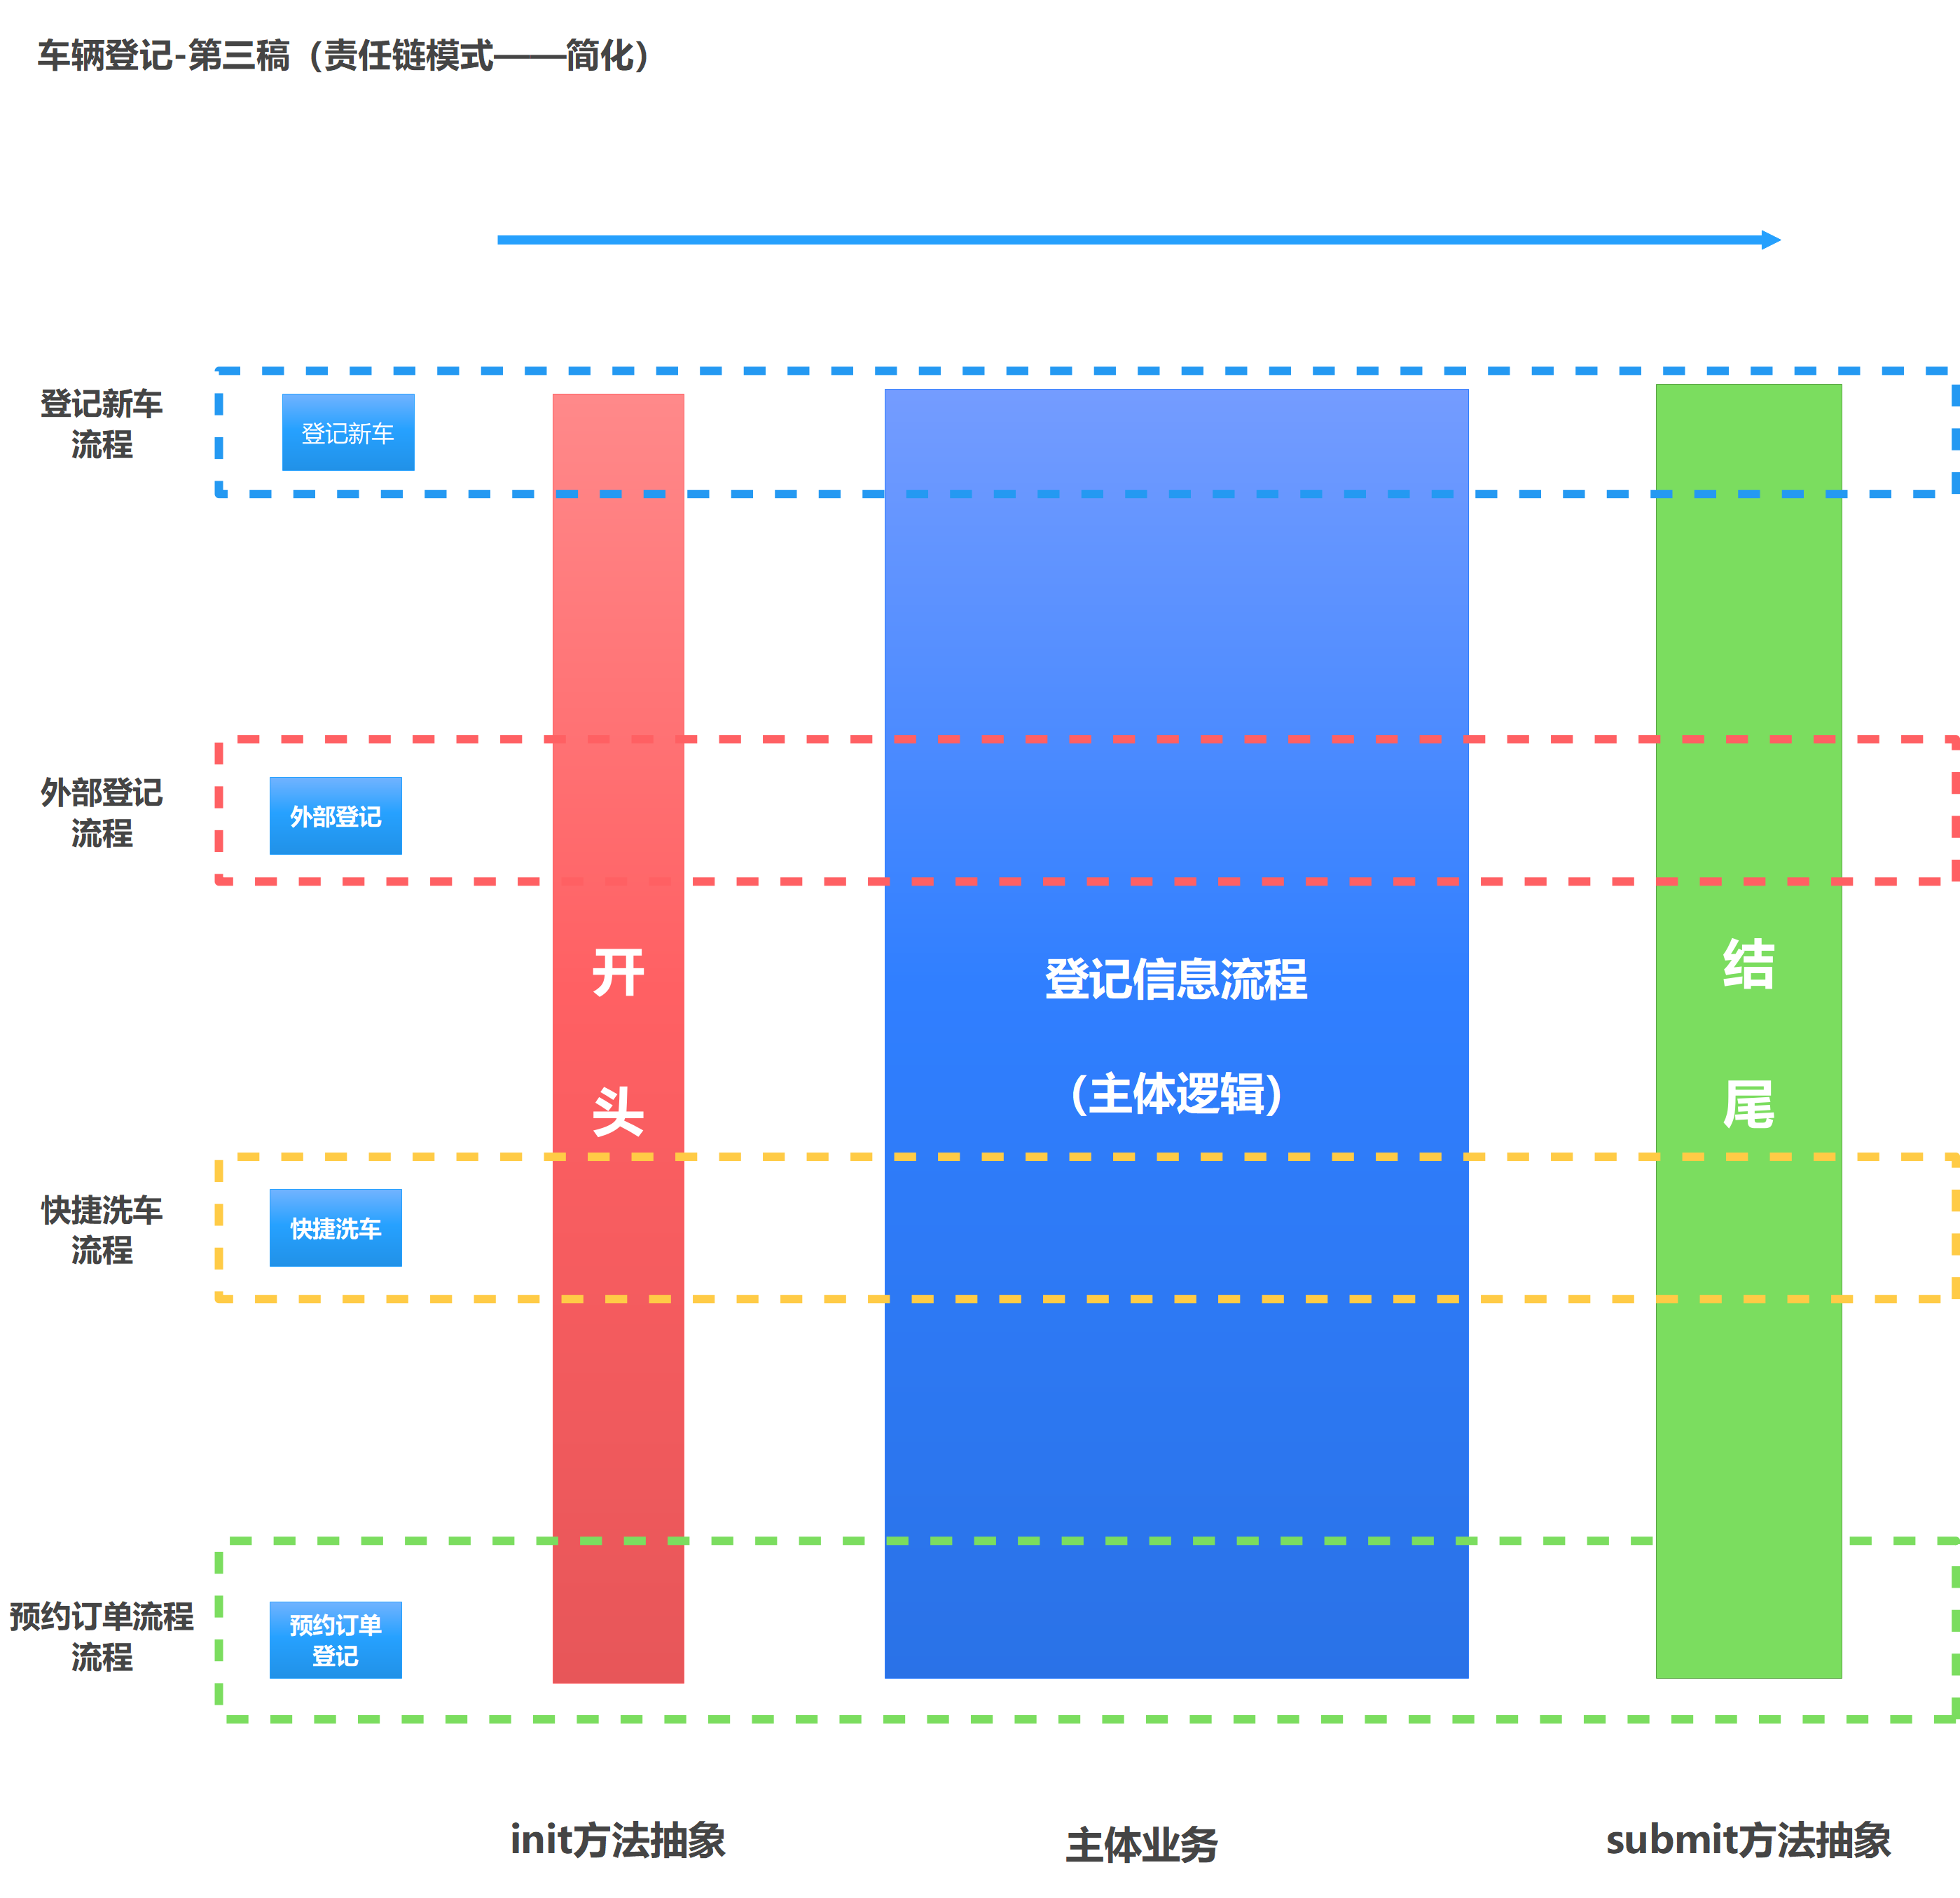 车辆登记-第三稿（责任链模式——简化）
登记新车
流程
登记新车
外部登记
流程
外部登记
开
头
登记信息流程
（主体逻辑）
结
尾
快捷洗车
流程
快捷洗车
预约订单流程
流程
预约订单
登记
init方法抽象
主体业务
submit方法抽象